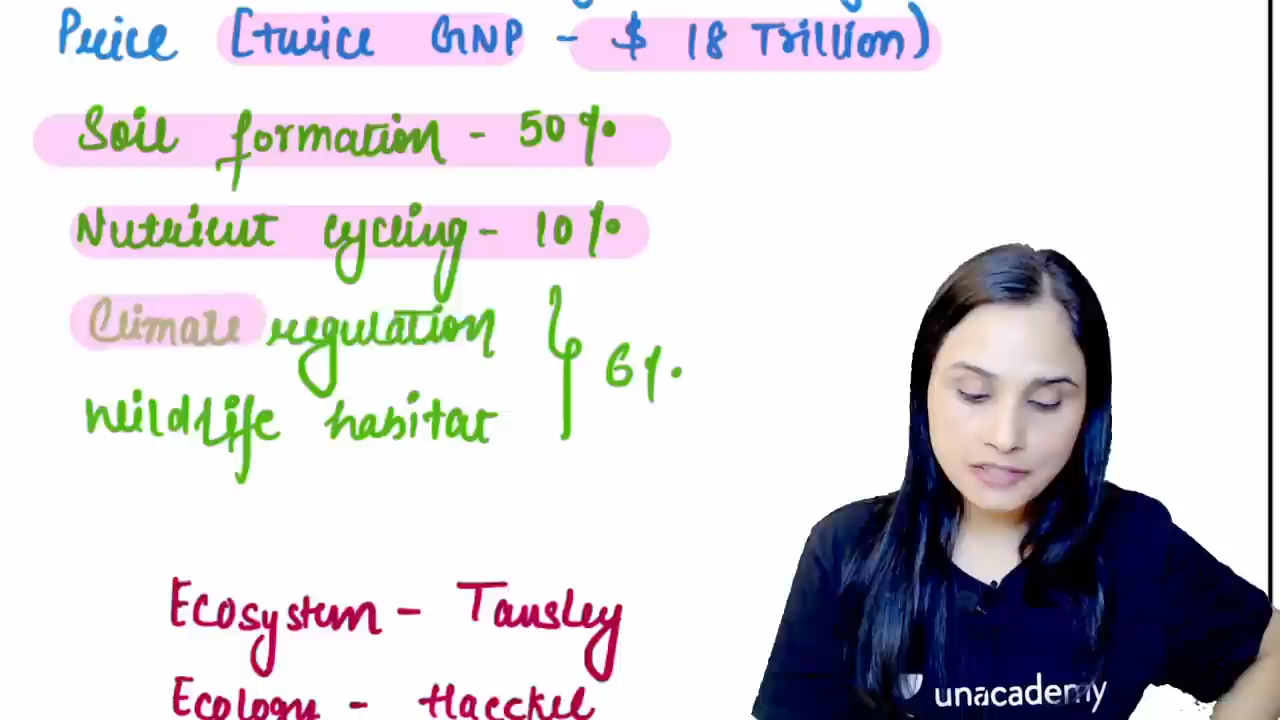 Price [twice GNP - $ 18 Trillion)
Soil formation - 50%
Nutrient cycling - 10%
Climate regulation
6%
Wildlife habitat
Ecosystem - Tansley
Ecology - Haeckel
unacademy